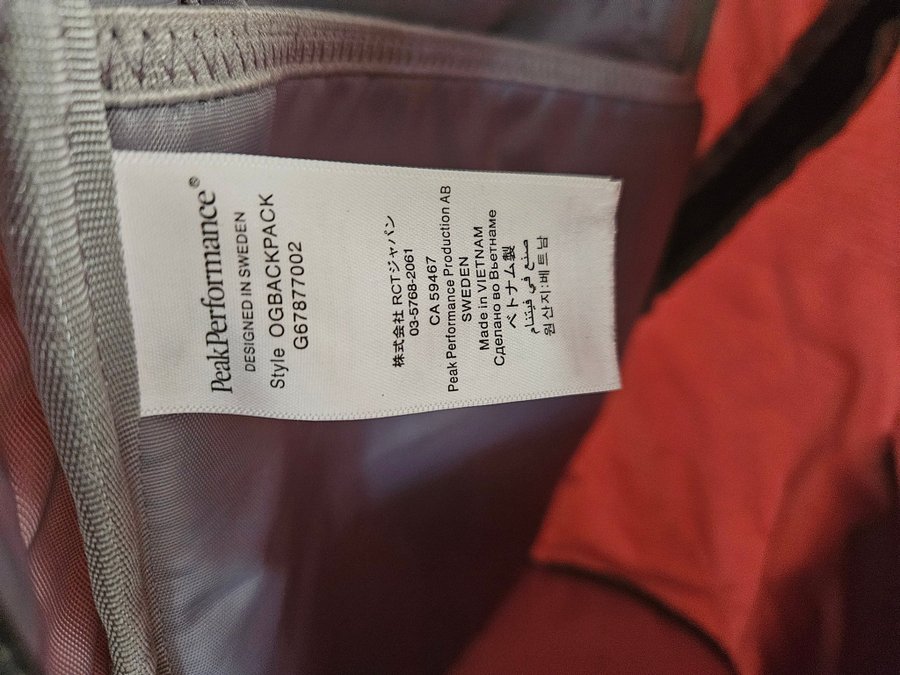 PeakPerformance®
DESIGNED IN SWEDEN
Style OGBACKPACK
G67877002
株式会社 RCTジャパン
03-5768-2061
CA 59467
Peak Performance Production AB
SWEDEN
Made in VIETNAM
Сделано во Вьетнаме
ベトナム製
صنع في فيتنام
원산지:베트남